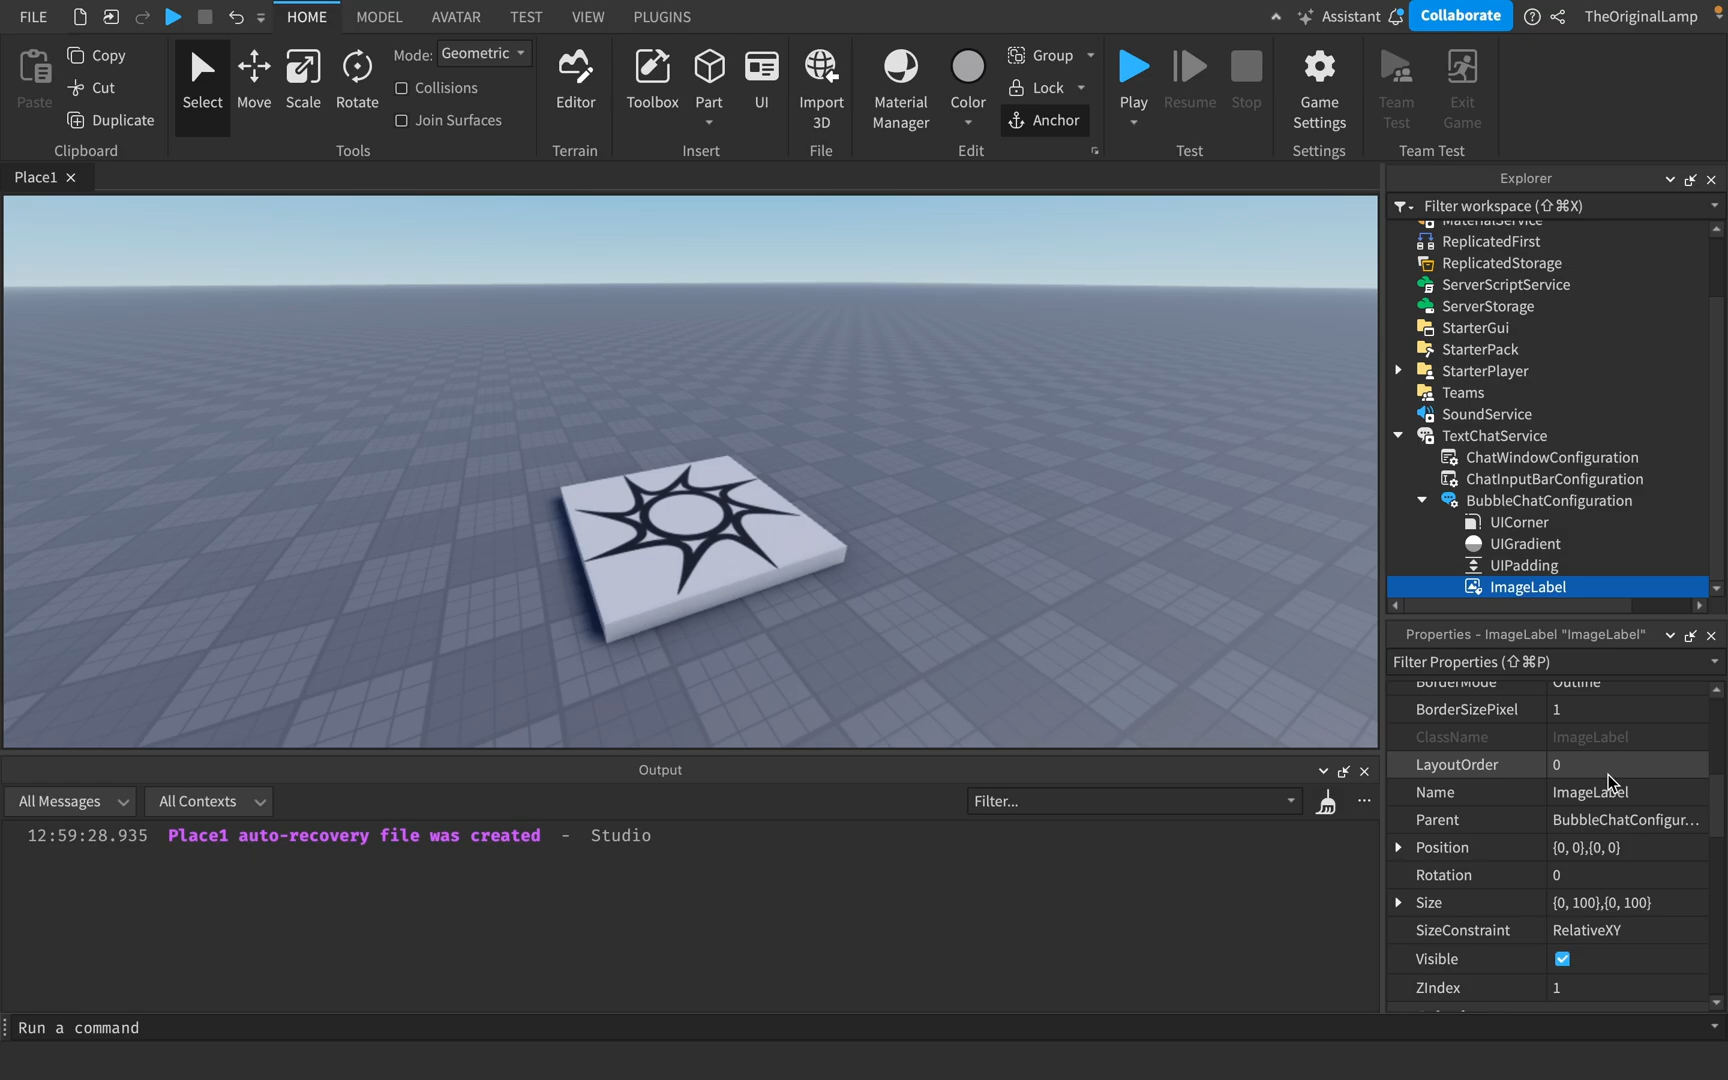 FILE HOME MODEL AVATAR TEST VIEW PLUGINS Assistant Collaborate TheOriginalLamp
Paste Copy Cut Duplicate
Clipboard
Select Move Scale Rotate
Mode: Geometric
Collisions
Join Surfaces
Tools
Editor
Terrain
Toolbox Part UI
Insert
Import 3D
File
Material Manager Color
Group
Lock
Anchor
Edit
Play Resume Stop
Test
Game Settings
Settings
Team Test Exit Game
Team Test
Place1
Explorer
Filter workspace (⇧⌘X)
MaterialService
ReplicatedFirst
ReplicatedStorage
ServerScriptService
ServerStorage
StarterGui
StarterPack
StarterPlayer
Teams
SoundService
TextChatService
ChatWindowConfiguration
ChatInputBarConfiguration
BubbleChatConfiguration
UICorner
UIGradient
UIPadding
ImageLabel
Properties - ImageLabel "ImageLabel"
Filter Properties (⇧⌘P)
BorderMode Outline
BorderSizePixel 1
ClassName ImageLabel
LayoutOrder 0
Name ImageLabel
Parent BubbleChatConfigur...
Position {0, 0},{0, 0}
Rotation 0
Size {0, 100},{0, 100}
SizeConstraint RelativeXY
Visible
ZIndex 1
Output
All Messages All Contexts Filter...
12:59:28.935 Place1 auto-recovery file was created - Studio
Run a command